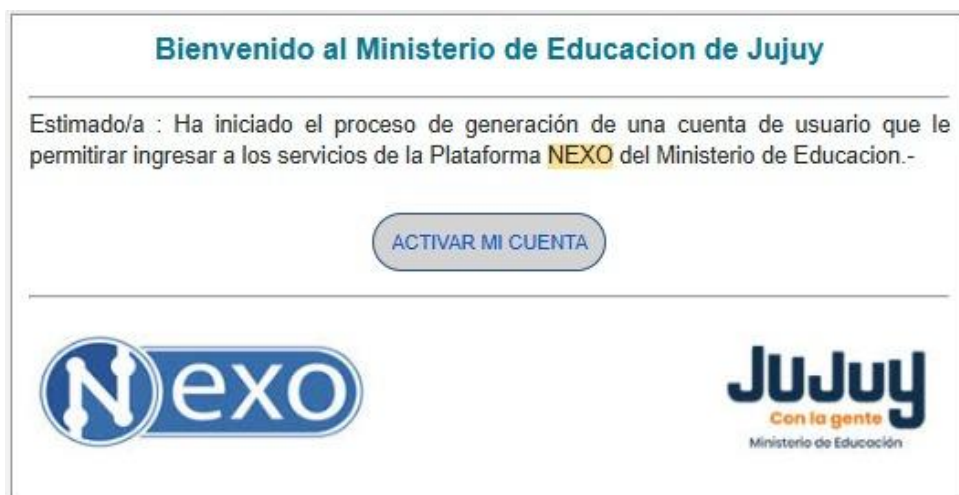 Bienvenido al Ministerio de Educacion de Jujuy
Estimado/a : Ha iniciado el proceso de generación de una cuenta de usuario que le
permitirar ingresar a los servicios de la Plataforma NEXO del Ministerio de Educacion.-
ACTIVAR MI CUENTA
Nexo
JuJuy
Con la gente
Ministerio de Educación